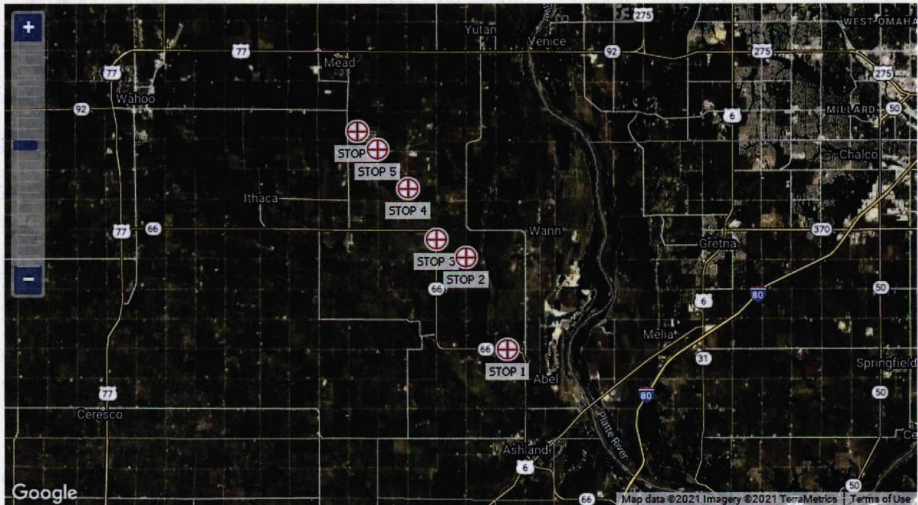 275
Yutan
Venice
WEST OMAHA
77
92
275
Mead
77
275
Wahoo
92
50
6
MILLARD
STOP
STOP 5
Chalco
Ithaca
STOP 4
77
66
Wann
370
Gretna
STOP 3
STOP 2
66
50
80
6
Melia
66
STOP 1
31
Springfield
Abel
77
80
50
Ceresco
Platte River
Ashland
6
Google
66
50
Map data ©2021 Imagery ©2021 TerraMetrics
Terms of Use